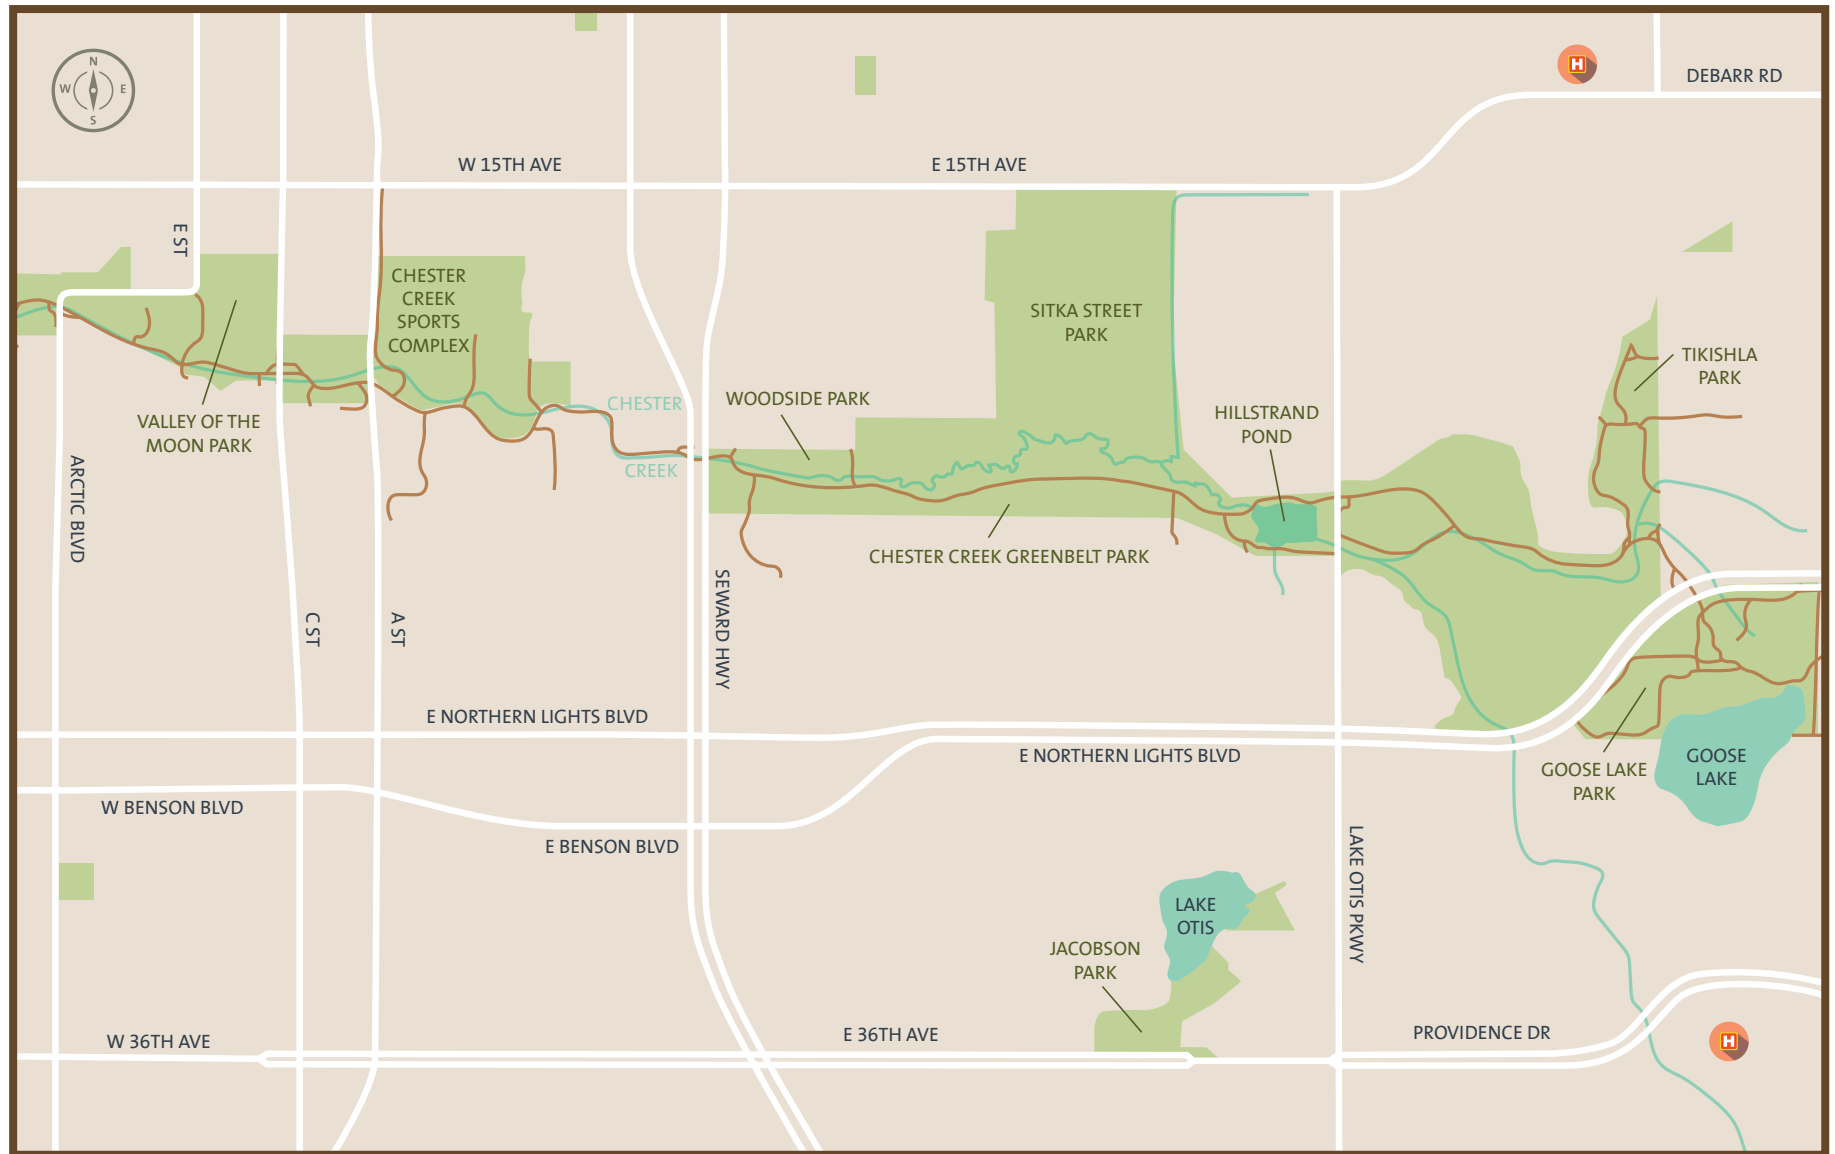 N
W
E
S
H
DEBARR RD
W 15TH AVE
E 15TH AVE
E ST
CHESTER
CREEK
SPORTS
COMPLEX
SITKA STREET
PARK
TIKISHLA
PARK
VALLEY OF THE
MOON PARK
CHESTER
CREEK
WOODSIDE PARK
HILLSTRAND
POND
ARCTIC BLVD
CHESTER CREEK GREENBELT PARK
C ST
A ST
SEWARD HWY
E NORTHERN LIGHTS BLVD
E NORTHERN LIGHTS BLVD
GOOSE LAKE
PARK
GOOSE
LAKE
W BENSON BLVD
E BENSON BLVD
LAKE OTIS PKWY
LAKE
OTIS
JACOBSON
PARK
W 36TH AVE
E 36TH AVE
PROVIDENCE DR
H